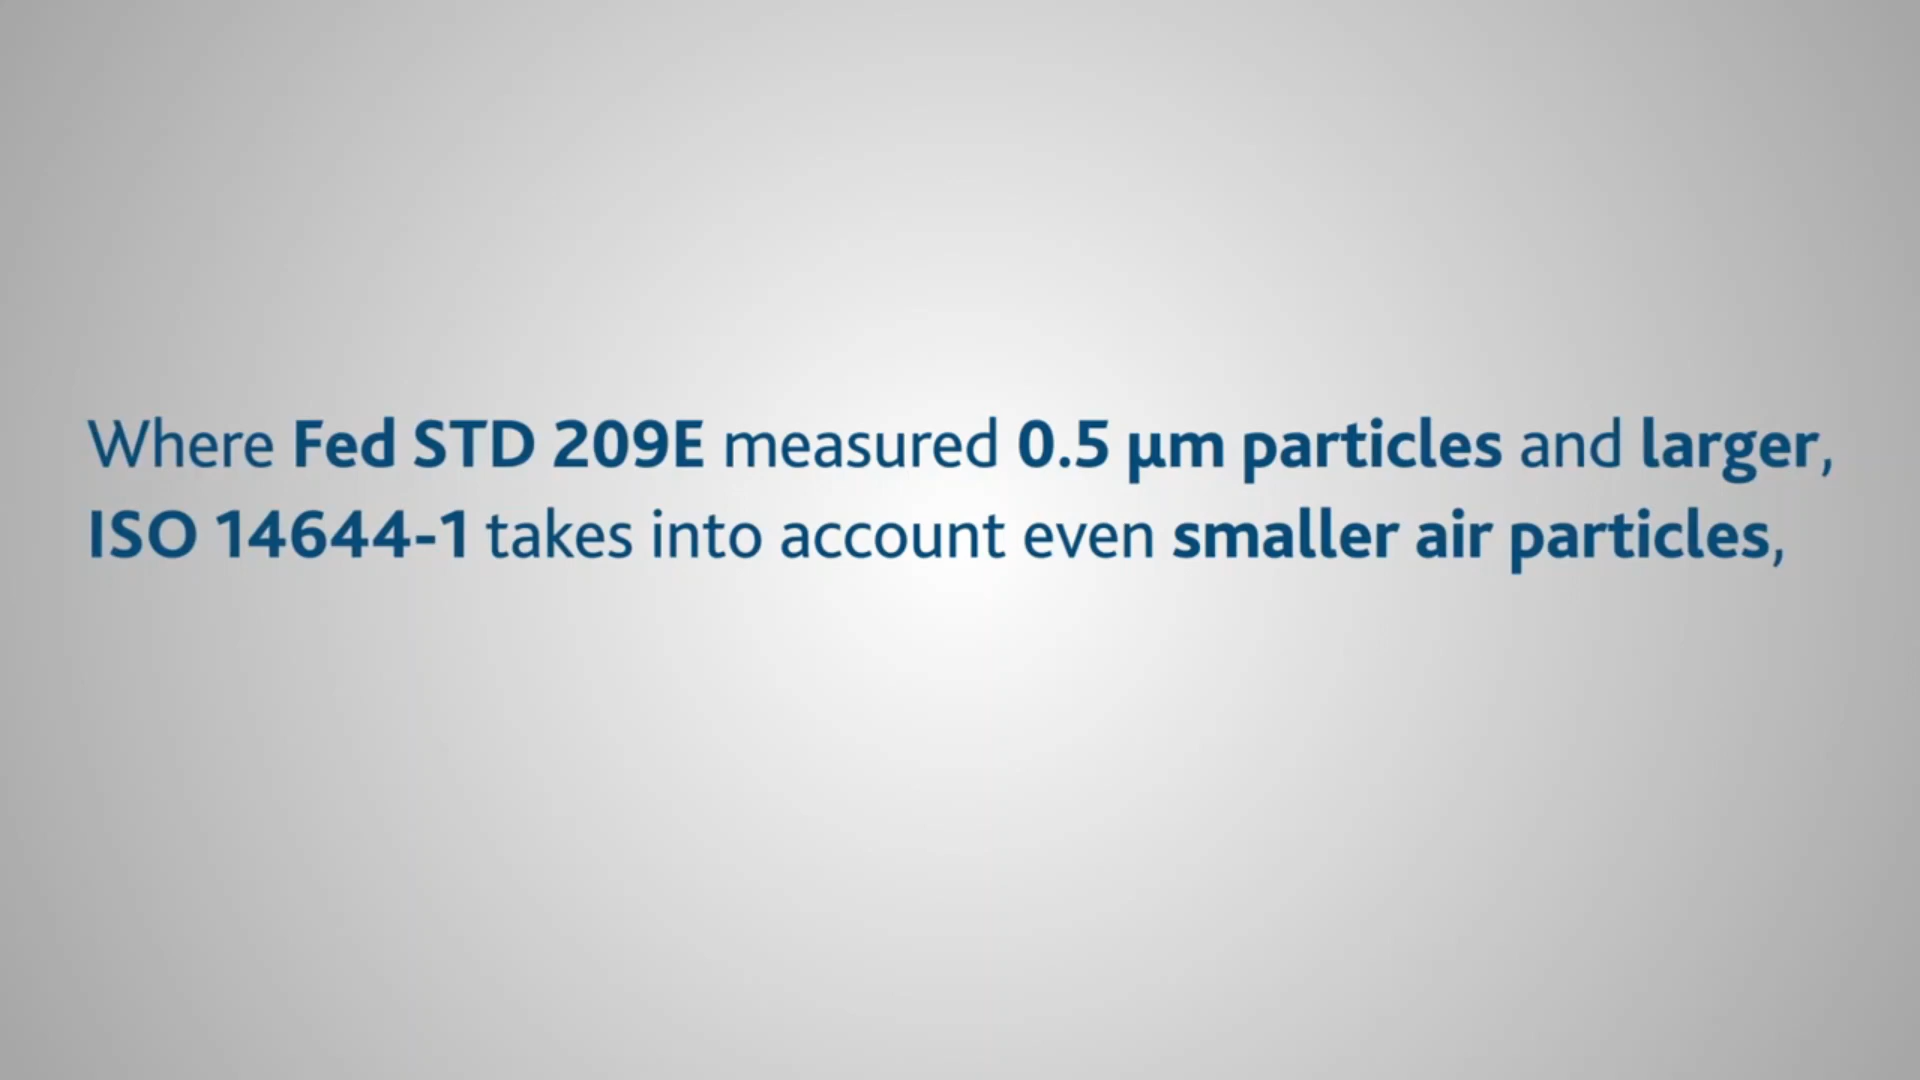 Where Fed STD 209E measured 0.5 µm particles and larger,
ISO 14644-1 takes into account even smaller air particles,